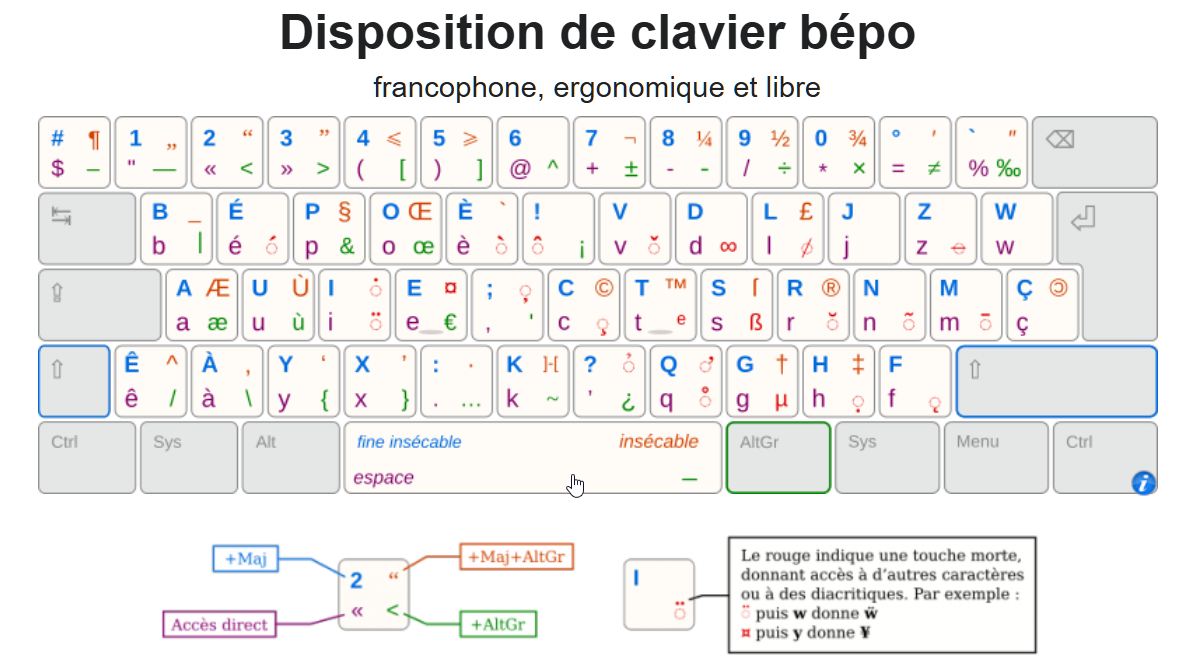 Disposition de clavier bépo
francophone, ergonomique et libre
# ¶ 1 „ 2 “ 3 ” 4 ⩽ 5 ⩾ 6 7 ¬ 8 ¼ 9 ½ 0 ¾ ° ′ ` ″
$ – " — « < » > ( [ ) ] @ ^ + ± - - / ÷ * × = ≠ % ‰
B _ É P § O Œ È ` ! V D L £ J Z W
b | é ◌́ p & o œ è ◌̀ ◌̂ ¡ v ◌̌ d ∞ l ◌̸ j z ◌̵ w
A Æ U Ù I ◌̇ E ¤ ; ◌̦ C © T ™ S ſ R ® N M Ç 🄯
a æ u ù i ◌̈ e € , ' c ◌̧ t ᵉ s ß r ◌̆ n ◌̃ m ◌̄ ç
Ê ^ À ‚ Y ‘ X ’ : · K ? ◌̉ Q ◌̛ G † H ‡ F
ê / à \ y { x } . … k ~ ’ ¿ q ◌̊ g µ h ◌̣ f ◌̨
Ctrl Sys Alt fine insécable insécable AltGr Sys Menu Ctrl
espace _
i
+Maj 2 “ +Maj+AltGr
Accès direct « < +AltGr
I
◌̈
Le rouge indique une touche morte,
donnant accès à d’autres caractères
ou à des diacritiques. Par exemple :
◌̈ puis w donne ẅ
¤ puis y donne ¥